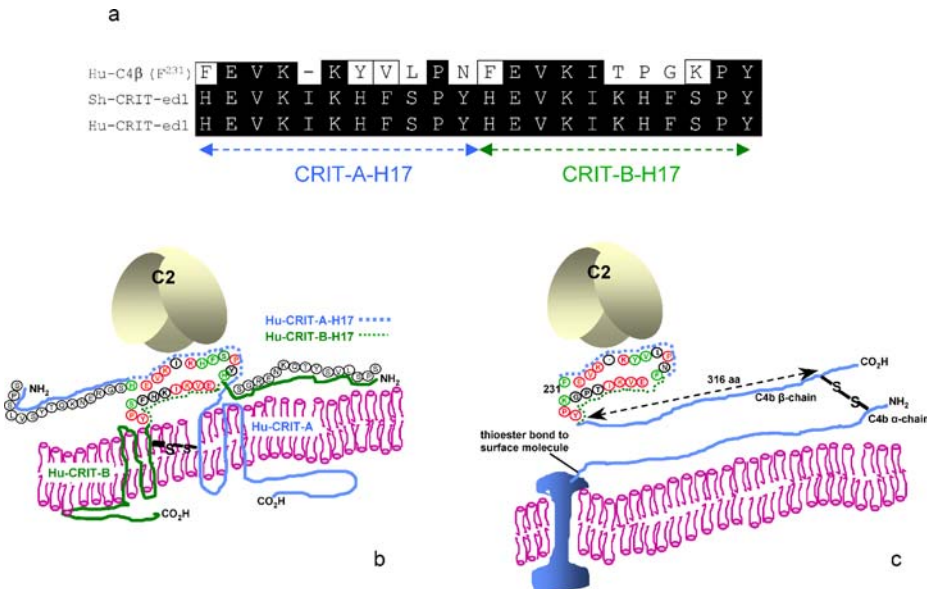 a
Hu-C4β (F231) F E V K - K Y V L P N F E V K I T P G K P Y
Sh-CRIT-ed1 H E V K I K H F S P Y H E V K I K H F S P Y
Hu-CRIT-ed1 H E V K I K H F S P Y H E V K I K H F S P Y
CRIT-A-H17 CRIT-B-H17
C2
Hu-CRIT-A-H17
Hu-CRIT-B-H17
NH2
NH2
Hu-CRIT-A
Hu-CRIT-B
S S
CO2H
CO2H
b
C2
231
316 aa
CO2H
C4b β-chain
S
S
NH2
C4b α-chain
thioester bond to
surface molecule
c